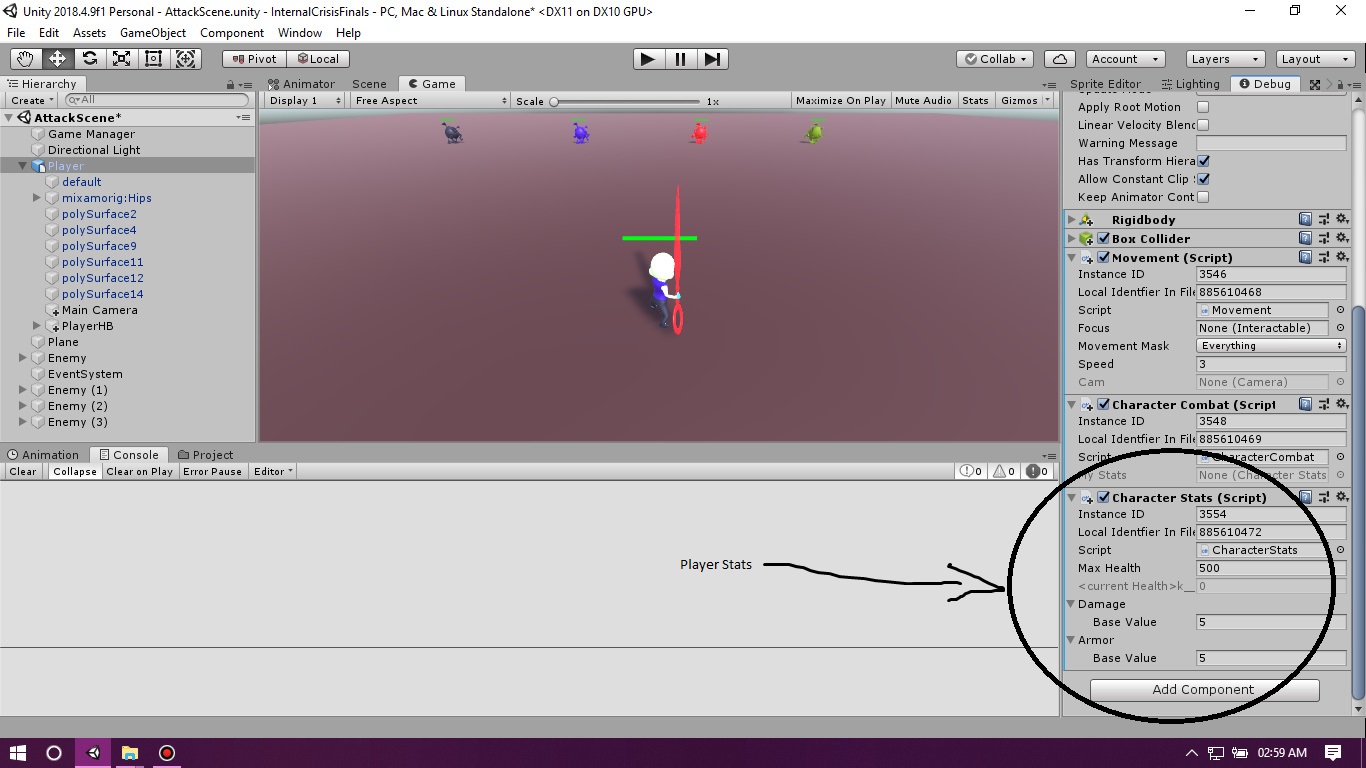 Unity 2018.4.9f1 Personal - AttackScene.unity - InternalCrisisFinals - PC, Mac & Linux Standalone* <DX11 on DX10 GPU>
File Edit Assets GameObject Component Window Help
Pivot Local Collab Account Layers Layout
Hierarchy
Create All
AttackScene*
Game Manager
Directional Light
Player
default
mixamorig:Hips
polySurface2
polySurface4
polySurface9
polySurface11
polySurface12
polySurface14
Main Camera
PlayerHB
Plane
Enemy
EventSystem
Enemy (1)
Enemy (2)
Enemy (3)
Animator Scene Game
Display 1 Free Aspect Scale 1x Maximize On Play Mute Audio Stats Gizmos
Animation Console Project
Clear Collapse Clear on Play Error Pause Editor 0 0 0
Player Stats
Sprite Editor Lighting Debug
Apply Root Motion
Linear Velocity Blenc
Warning Message
Has Transform Hiera
Allow Constant Clip
Keep Animator Cont
Rigidbody
Box Collider
Movement (Script)
Instance ID 3546
Local Identfier In File 885610468
Script Movement
Focus None (Interactable)
Movement Mask Everything
Speed 3
Cam None (Camera)
Character Combat (Script
Instance ID 3548
Local Identfier In File 885610469
Script CharacterCombat
My Stats None (Character Stats
Character Stats (Script)
Instance ID 3554
Local Identfier In File 885610472
Script CharacterStats
Max Health 500
<current Health>k__ 0
Damage
Base Value 5
Armor
Base Value 5
Add Component
02:59 AM